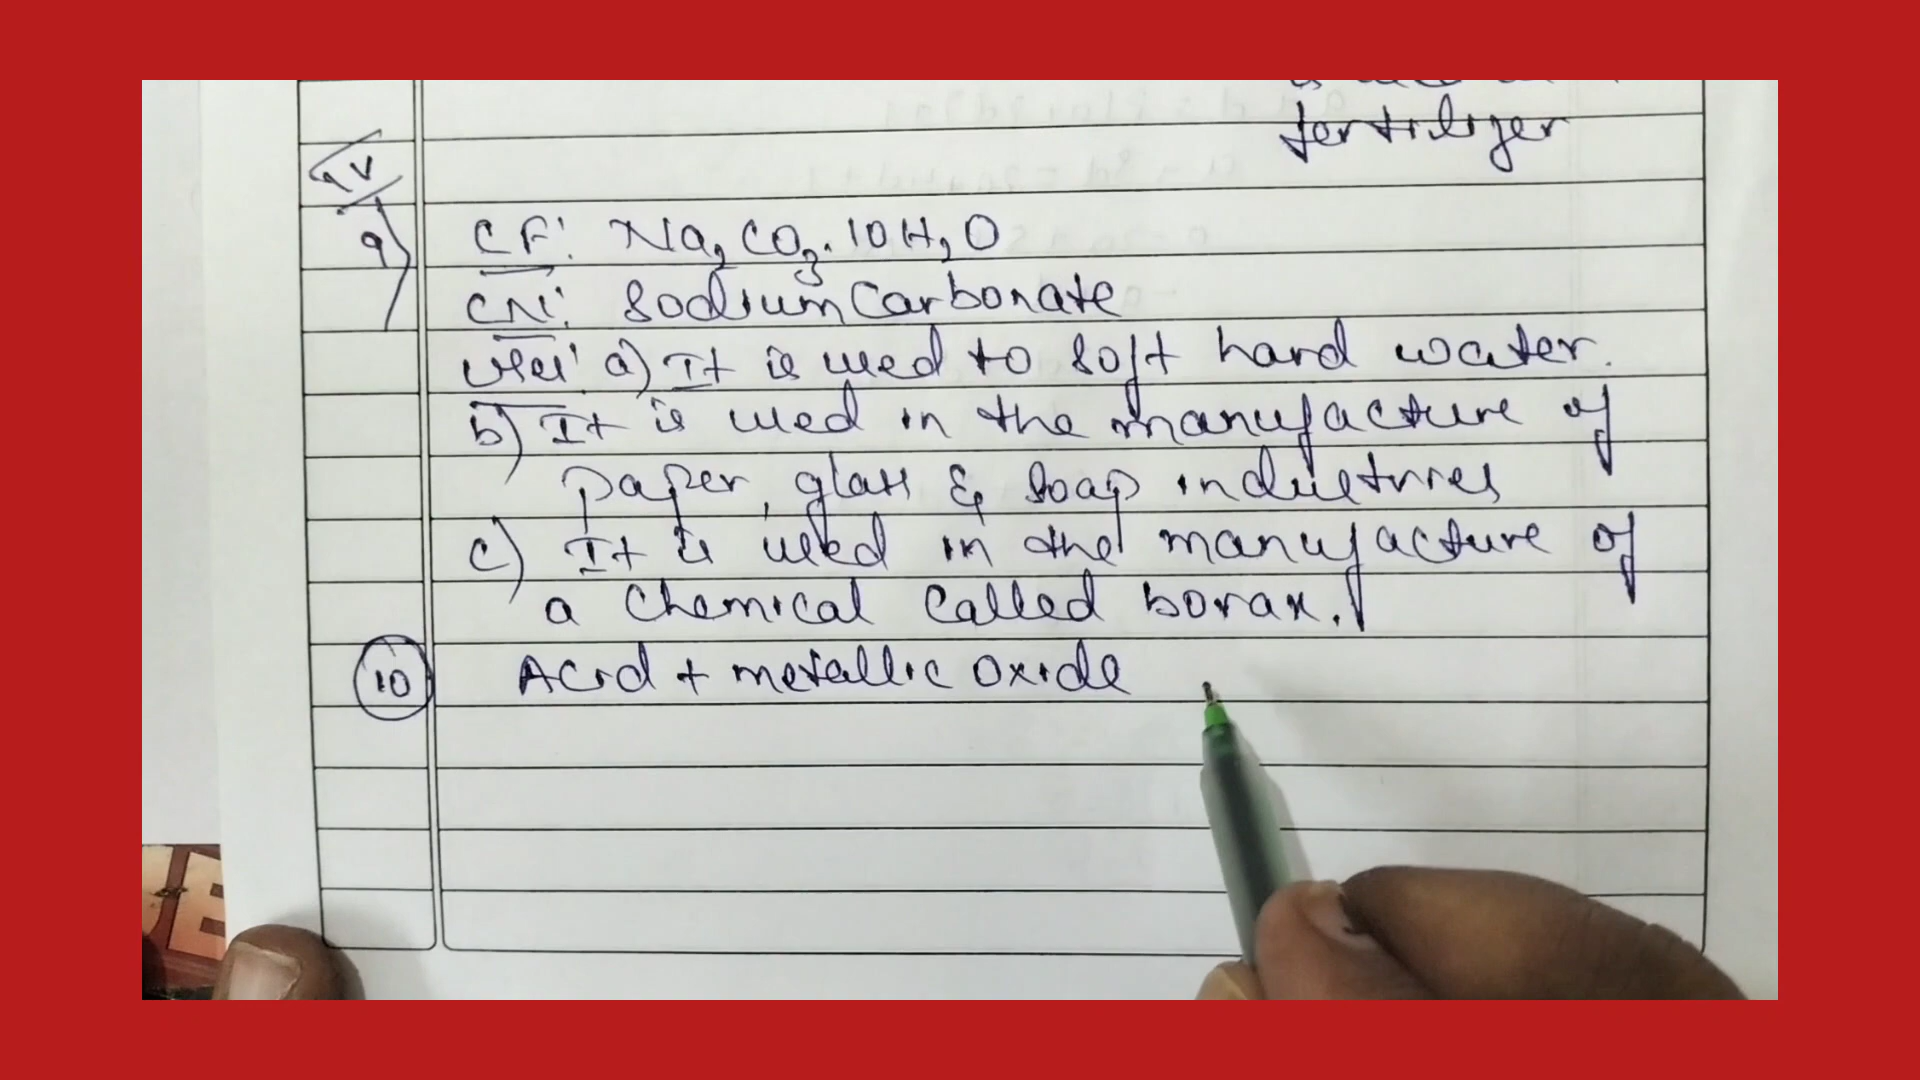 fertilizer
IV
9)
CF: Na2CO3.10H2O
CN: Sodium Carbonate
Uses: a) It is used to soft hard water.
b) It is used in the manufacture of
paper, glass & soap industries
c) It is used in the manufacture of
a chemical called borax.
10 Acid + metallic oxide